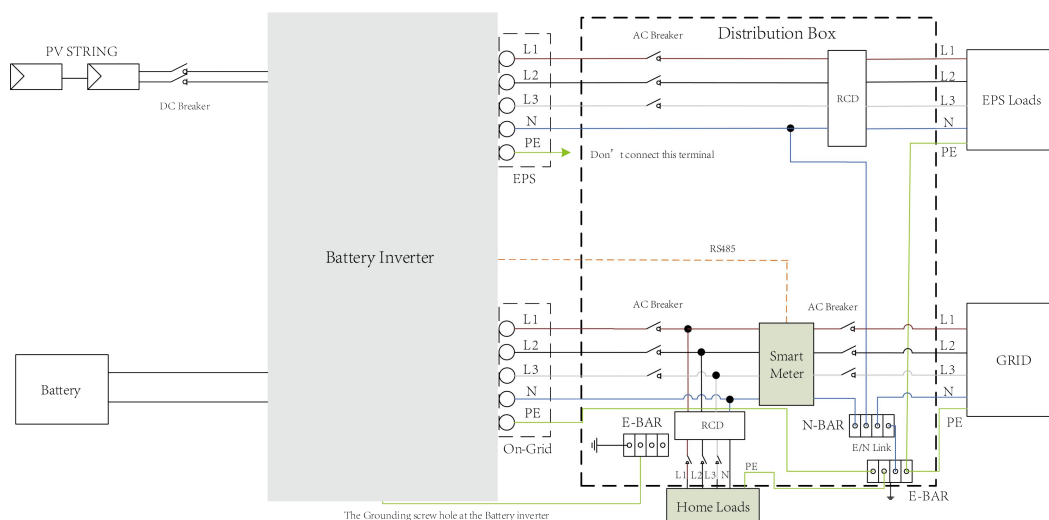 PV STRING
DC Breaker
Battery Inverter
Battery
L1
L2
L3
N
PE
EPS
AC Breaker
Distribution Box
RCD
L1
L2
L3
N
PE
EPS Loads
Don't connect this terminal
RS485
L1
L2
L3
N
PE
On-Grid
AC Breaker
AC Breaker
Smart
Meter
L1
L2
L3
N
PE
GRID
E-BAR
RCD
N-BAR
E/N Link
L1
L2
L3
N
PE
E-BAR
Home Loads
The Grounding screw hole at the Battery inverter